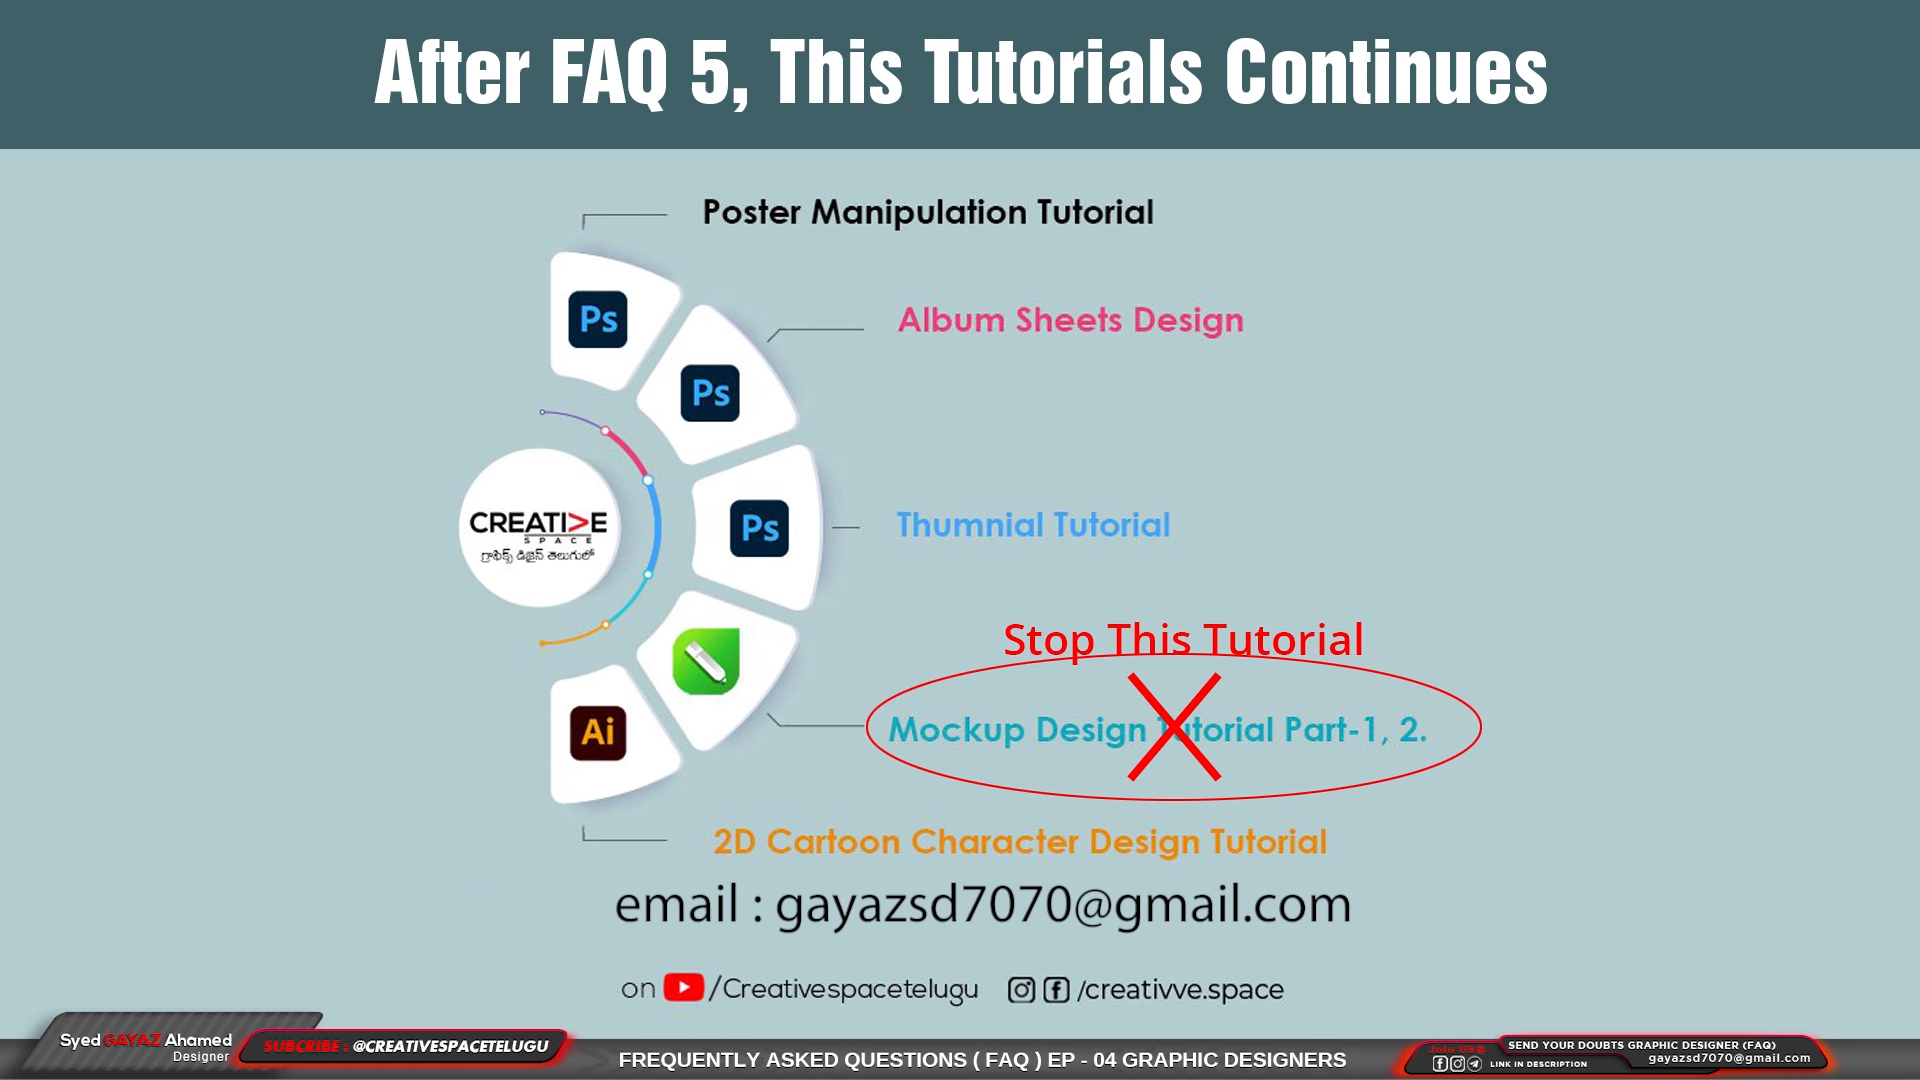 After FAQ 5, This Tutorials Continues
Poster Manipulation Tutorial
Ps
Album Sheets Design
Ps
Thumnial Tutorial
Ps
CREATI>E
SPACE
గ్రాఫిక్స్ డిజైన్ తెలుగులో
Stop This Tutorial
Mockup Design Tutorial Part-1, 2.
Ai
2D Cartoon Character Design Tutorial
email : gayazsd7070@gmail.com
on /Creativespacetelugu /creativve.space
Syed GAYAZ Ahamed
Designer
SUBCRIBE : @CREATIVESPACETELUGU
FREQUENTLY ASKED QUESTIONS ( FAQ ) EP - 04 GRAPHIC DESIGNERS
Join US@
SEND YOUR DOUBTS GRAPHIC DESIGNER (FAQ)
LINK IN DESCRIPTION
gayazsd7070@gmail.com